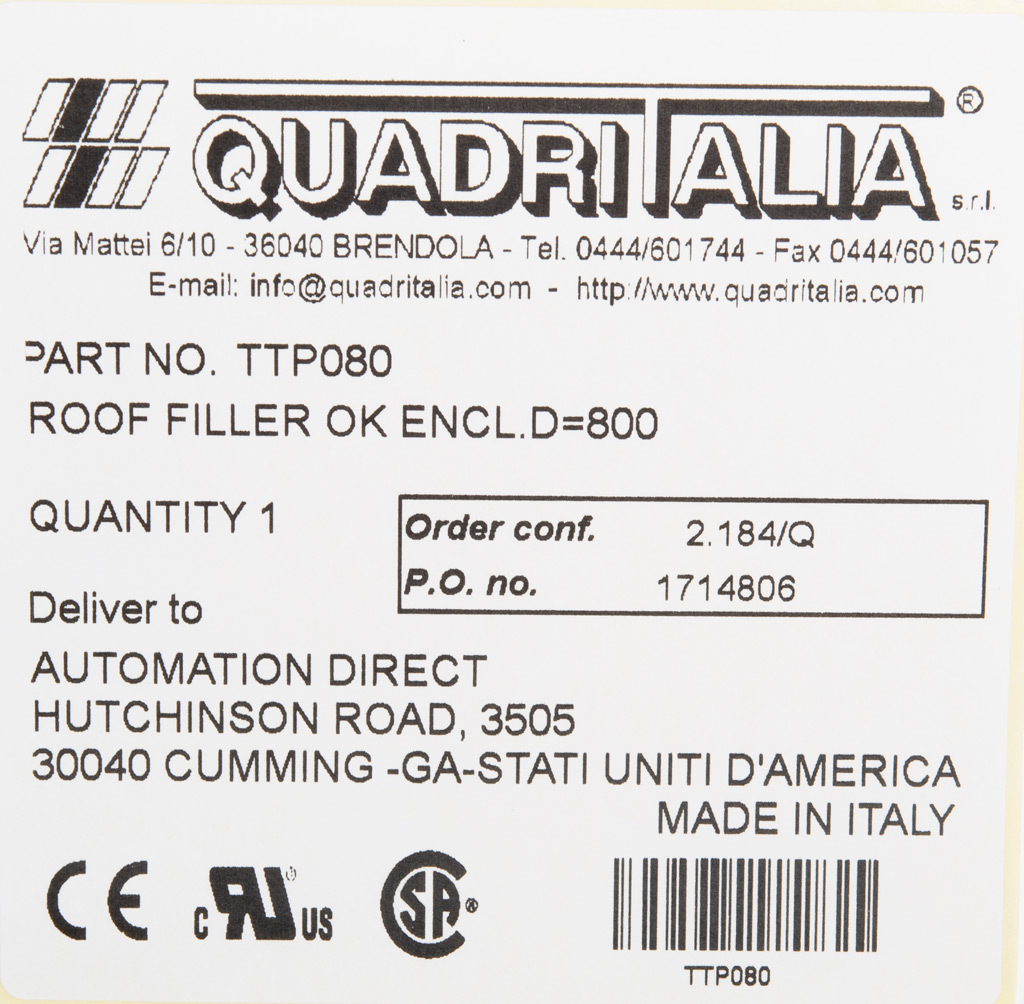 QUADRITALIA ® s.r.l.
Via Mattei 6/10 - 36040 BRENDOLA - Tel. 0444/601744 - Fax 0444/601057
E-mail: info@quadritalia.com - http://www.quadritalia.com
PART NO. TTP080
ROOF FILLER OK ENCL.D=800
QUANTITY 1
Order conf. 2.184/Q
P.O. no. 1714806
Deliver to
AUTOMATION DIRECT
HUTCHINSON ROAD, 3505
30040 CUMMING -GA-STATI UNITI D'AMERICA
MADE IN ITALY
CE c RU ® US SA ®
TTP080